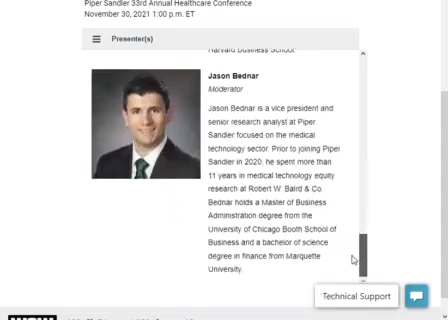 Piper Sandler 33rd Annual Healthcare Conference
November 30, 2021 1:00 p.m. ET
Presenter(s)
Harvard Business School.
Jason Bednar
Moderator
Jason Bednar is a vice president and
senior research analyst at Piper
Sandler focused on the medical
technology sector. Prior to joining Piper
Sandler in 2020, he spent more than
11 years in medical technology equity
research at Robert W. Baird & Co.
Bednar holds a Master of Business
Administration degree from the
University of Chicago Booth School of
Business and a bachelor of science
degree in finance from Marquette
University.
Technical Support